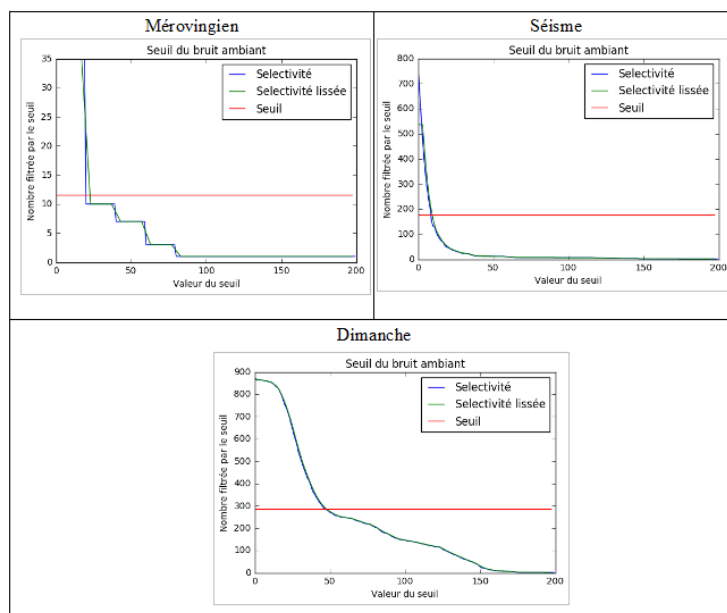 Mérovingien
Seuil du bruit ambiant
Selectivité
Selectivité lissée
Seuil
Nombre filtrée par le seuil
35
30
25
20
15
10
5
0
0 50 100 150 200
Valeur du seuil
Séisme
Seuil du bruit ambiant
Selectivité
Selectivité lissée
Seuil
Nombre filtrée par le seuil
800
700
600
500
400
300
200
100
0
0 50 100 150 200
Valeur du seuil
Dimanche
Seuil du bruit ambiant
Selectivité
Selectivité lissée
Seuil
Nombre filtrée par le seuil
900
800
700
600
500
400
300
200
100
0
0 50 100 150 200
Valeur du seuil